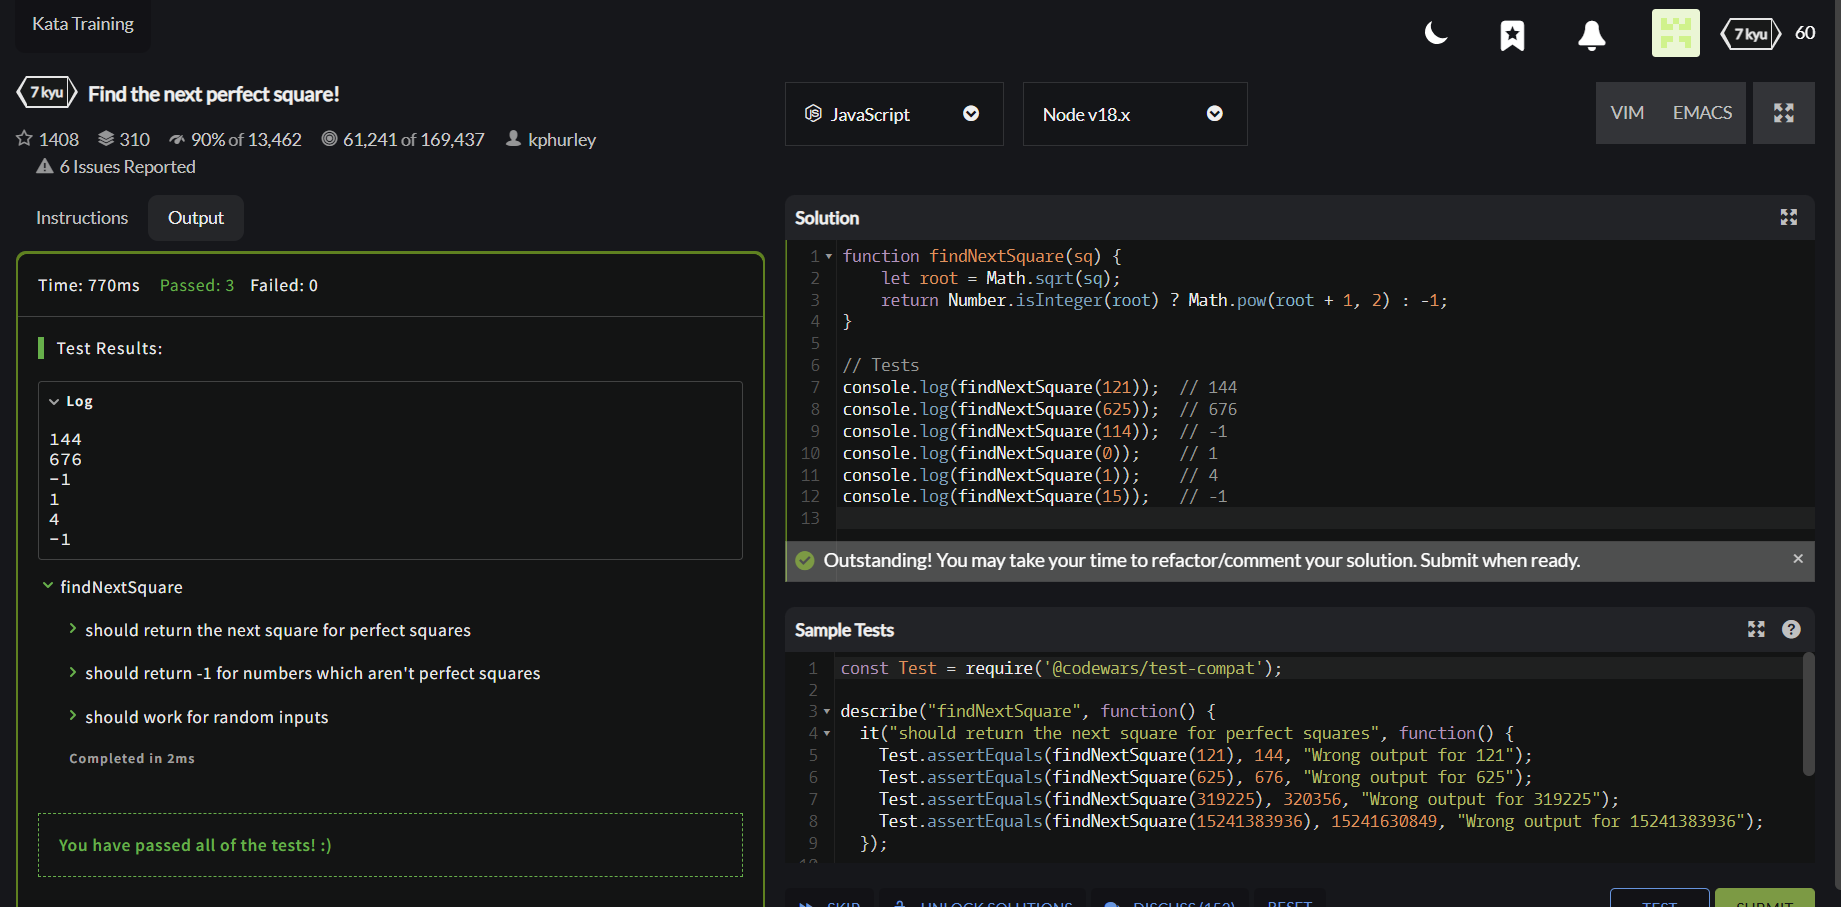 Kata Training
7 kyu 60
7 kyu Find the next perfect square!
1408 310 90% of 13,462 61,241 of 169,437 kphurley
6 Issues Reported
Instructions Output
Time: 770ms Passed: 3 Failed: 0
Test Results:
Log
144
676
-1
1
4
-1
findNextSquare
should return the next square for perfect squares
should return -1 for numbers which aren't perfect squares
should work for random inputs
Completed in 2ms
You have passed all of the tests! :)
JavaScript Node v18.x VIM EMACS
Solution
1 function findNextSquare(sq) {
2 let root = Math.sqrt(sq);
3 return Number.isInteger(root) ? Math.pow(root + 1, 2) : -1;
4 }
5
6 // Tests
7 console.log(findNextSquare(121)); // 144
8 console.log(findNextSquare(625)); // 676
9 console.log(findNextSquare(114)); // -1
10 console.log(findNextSquare(0)); // 1
11 console.log(findNextSquare(1)); // 4
12 console.log(findNextSquare(15)); // -1
13
Outstanding! You may take your time to refactor/comment your solution. Submit when ready. ×
Sample Tests ?
1 const Test = require('@codewars/test-compat');
2
3 describe("findNextSquare", function() {
4 it("should return the next square for perfect squares", function() {
5 Test.assertEquals(findNextSquare(121), 144, "Wrong output for 121");
6 Test.assertEquals(findNextSquare(625), 676, "Wrong output for 625");
7 Test.assertEquals(findNextSquare(319225), 320356, "Wrong output for 319225");
8 Test.assertEquals(findNextSquare(15241383936), 15241630849, "Wrong output for 15241383936");
9 });
10
SKIP UNLOCK SOLUTIONS DISCUSS (152) RESET TEST SUBMIT